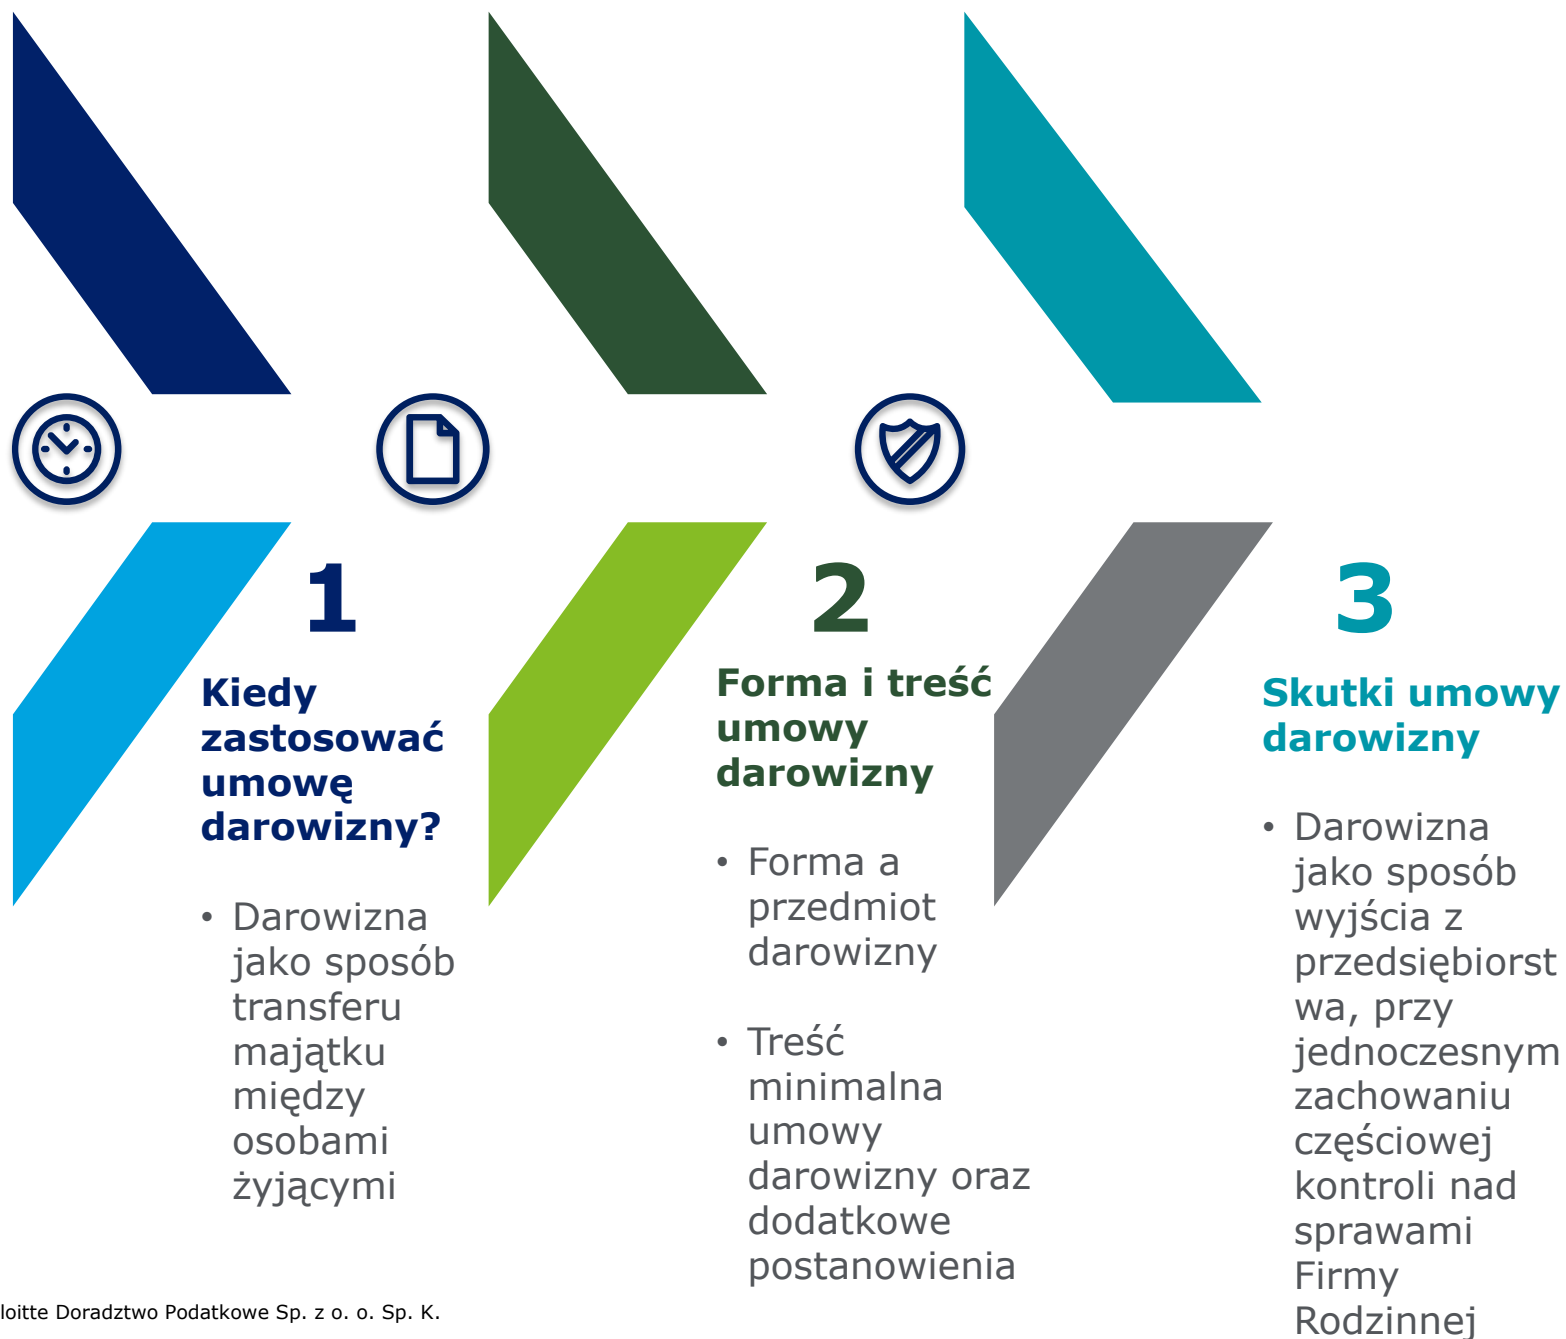 1
Kiedy
zastosować
umowę
darowizny?
• Darowizna
jako sposób
transferu
majątku
między
osobami
żyjącymi
2
Forma i treść
umowy
darowizny
• Forma a
przedmiot
darowizny
• Treść
minimalna
umowy
darowizny oraz
dodatkowe
postanowienia
3
Skutki umowy
darowizny
• Darowizna
jako sposób
wyjścia z
przedsiębiorst
wa, przy
jednoczesnym
zachowaniu
częściowej
kontroli nad
sprawami
Firmy
Rodzinnej
loitte Doradztwo Podatkowe Sp. z o. o. Sp. K.